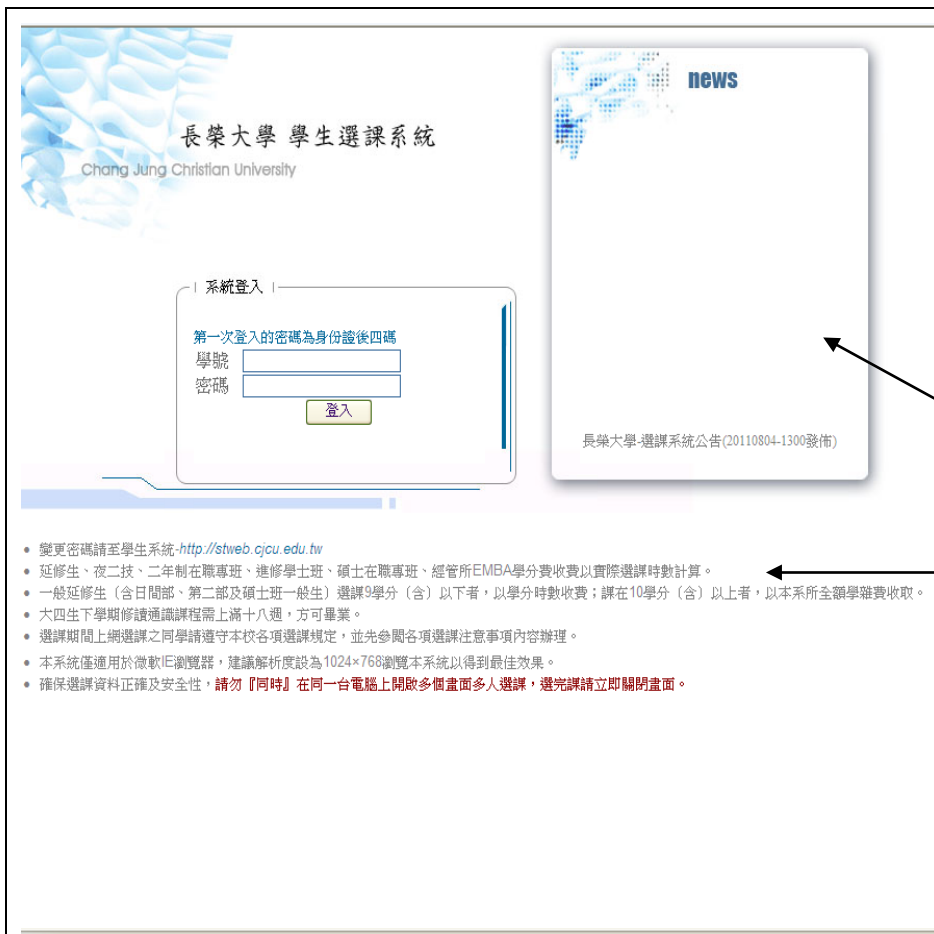 長榮大學 學生選課系統
Chang Jung Christian University
news
長榮大學-選課系統公告(20110804-1300發佈)
系統登入
第一次登入的密碼為身份證後四碼
學號
密碼
登入
變更密碼請至學生系統-http://stweb.cjcu.edu.tw
延修生、夜二技、二年制在職專班、進修學士班、碩士在職專班、經管所EMBA學分費收費以實際選課時數計算。
一般延修生〔含日間部、第二部及碩士班一般生〕選課9學分〔含〕以下者，以學分時數收費；課在10學分〔含〕以上者，以本系所全額學雜費收取。
大四生下學期修讀通識課程需上滿十八週，方可畢業。
選課期間上網選課之同學請遵守本校各項選課規定，並先參閱各項選課注意事項內容辦理。
本系統僅適用於微軟IE瀏覽器，建議解析度設為1024×768瀏覽本系統以得到最佳效果。
確保選課資料正確及安全性，請勿『同時』在同一台電腦上開啟多個畫面多人選課，選完課請立即關閉畫面。